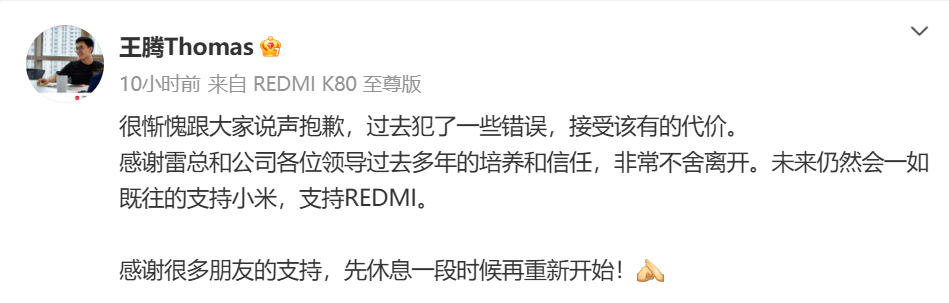 王腾Thomas
10小时前 来自 REDMI K80 至尊版
很惭愧跟大家说声抱歉，过去犯了一些错误，接受该有的代价。
感谢雷总和公司各位领导过去多年的培养和信任，非常不舍离开。未来仍然会一如
既往的支持小米，支持REDMI。
感谢很多朋友的支持，先休息一段时候再重新开始！